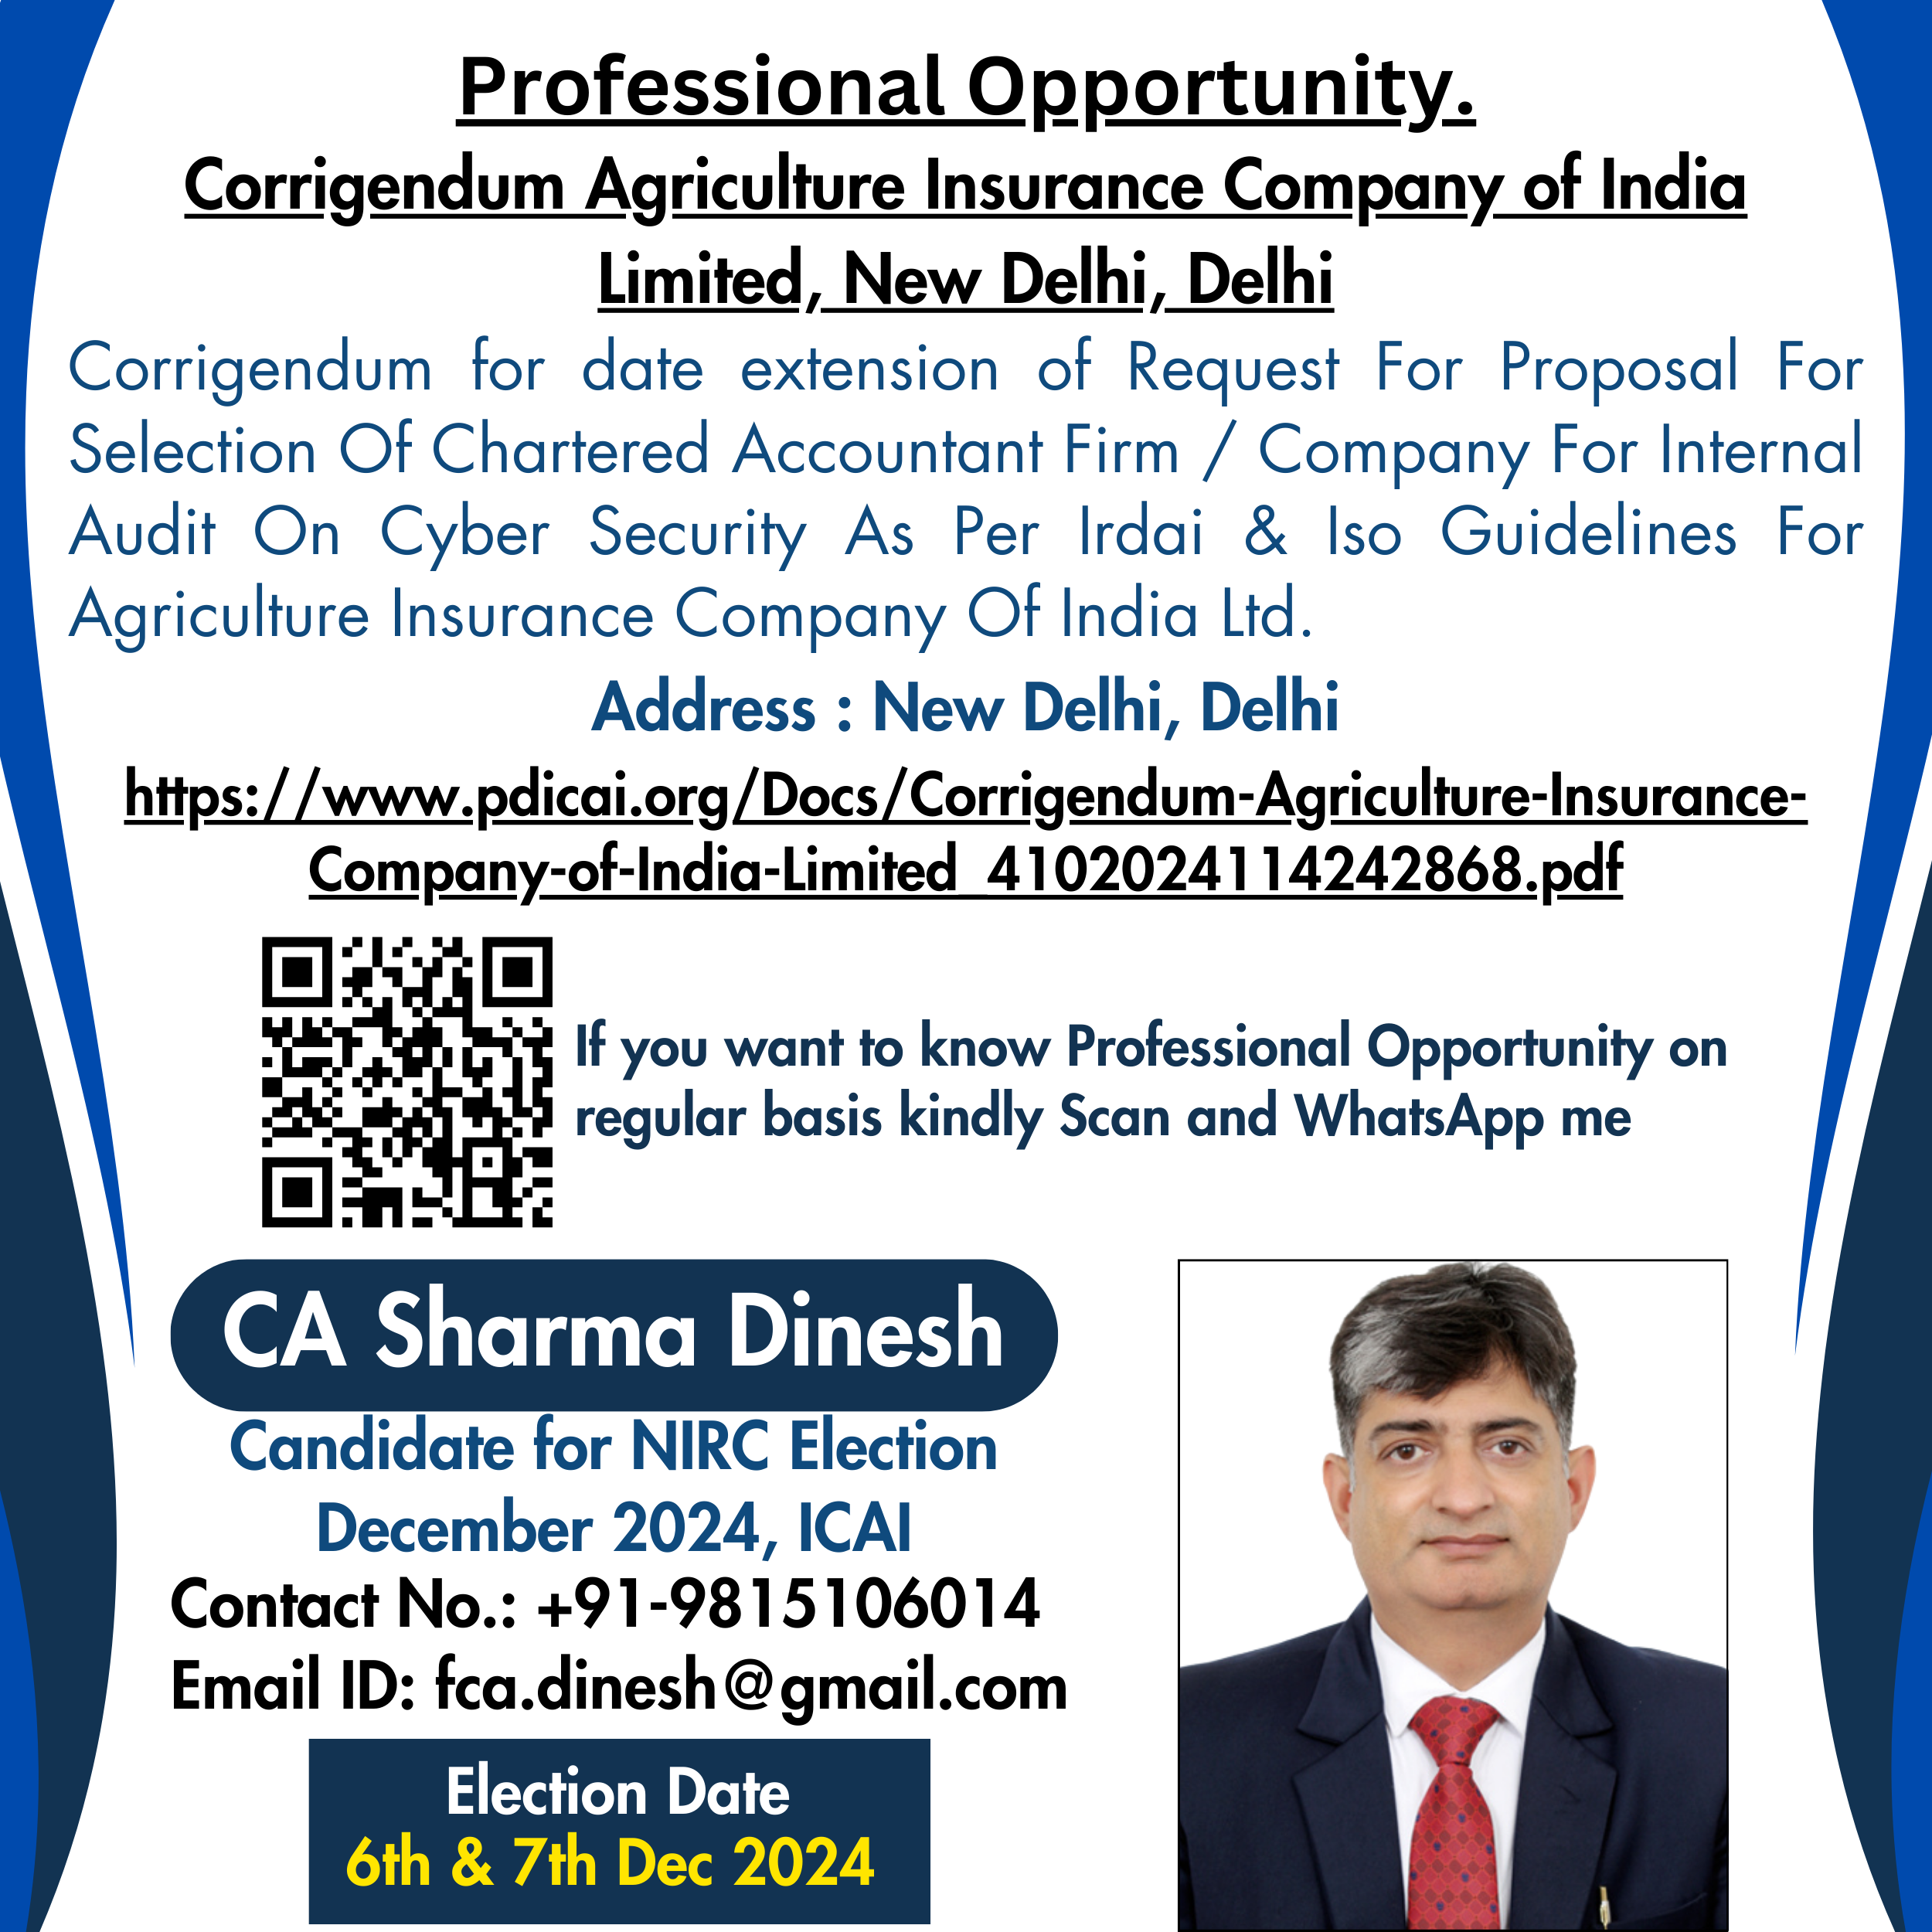 Professional Opportunity.
Corrigendum Agriculture Insurance Company of India
Limited, New Delhi, Delhi
Corrigendum for date extension of Request For Proposal For
Selection Of Chartered Accountant Firm / Company For Internal
Audit On Cyber Security As Per Irdai & Iso Guidelines For
Agriculture Insurance Company Of India Ltd.
Address : New Delhi, Delhi
https://www.pdicai.org/Docs/Corrigendum-Agriculture-Insurance-
Company-of-India-Limited_4102024114242868.pdf
If you want to know Professional Opportunity on
regular basis kindly Scan and WhatsApp me
CA Sharma Dinesh
Candidate for NIRC Election
December 2024, ICAI
Contact No.: +91-9815106014
Email ID: fca.dinesh@gmail.com
Election Date
6th & 7th Dec 2024